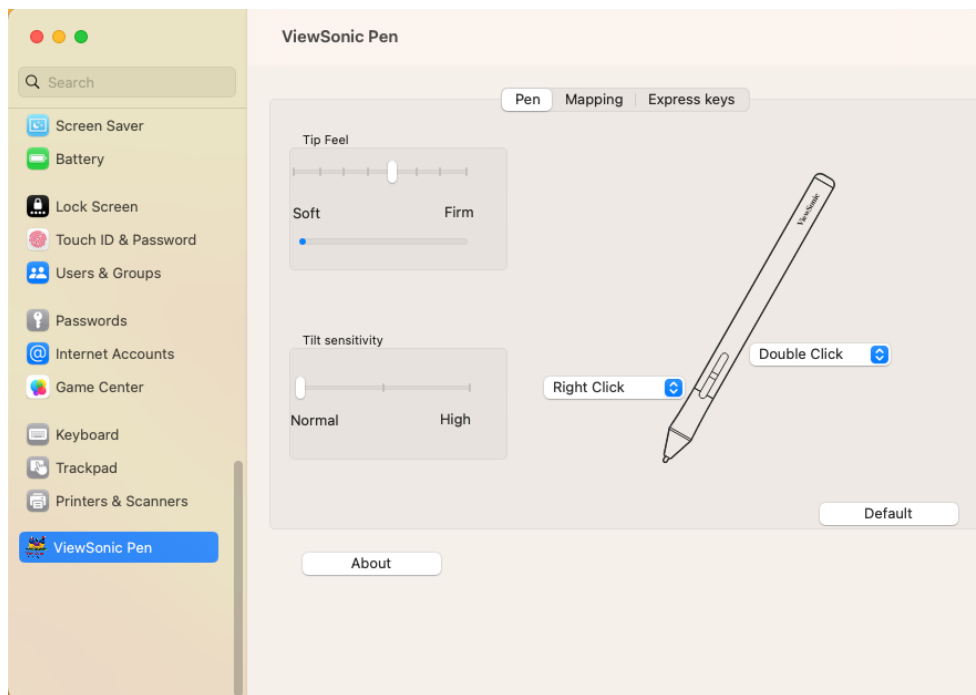 ViewSonic Pen
Search
Screen Saver
Battery
Lock Screen
Touch ID & Password
Users & Groups
Passwords
Internet Accounts
Game Center
Keyboard
Trackpad
Printers & Scanners
ViewSonic Pen
Pen Mapping Express keys
Tip Feel
Soft Firm
Tilt sensitivity
Normal High
ViewSonic
Double Click
Right Click
Default
About